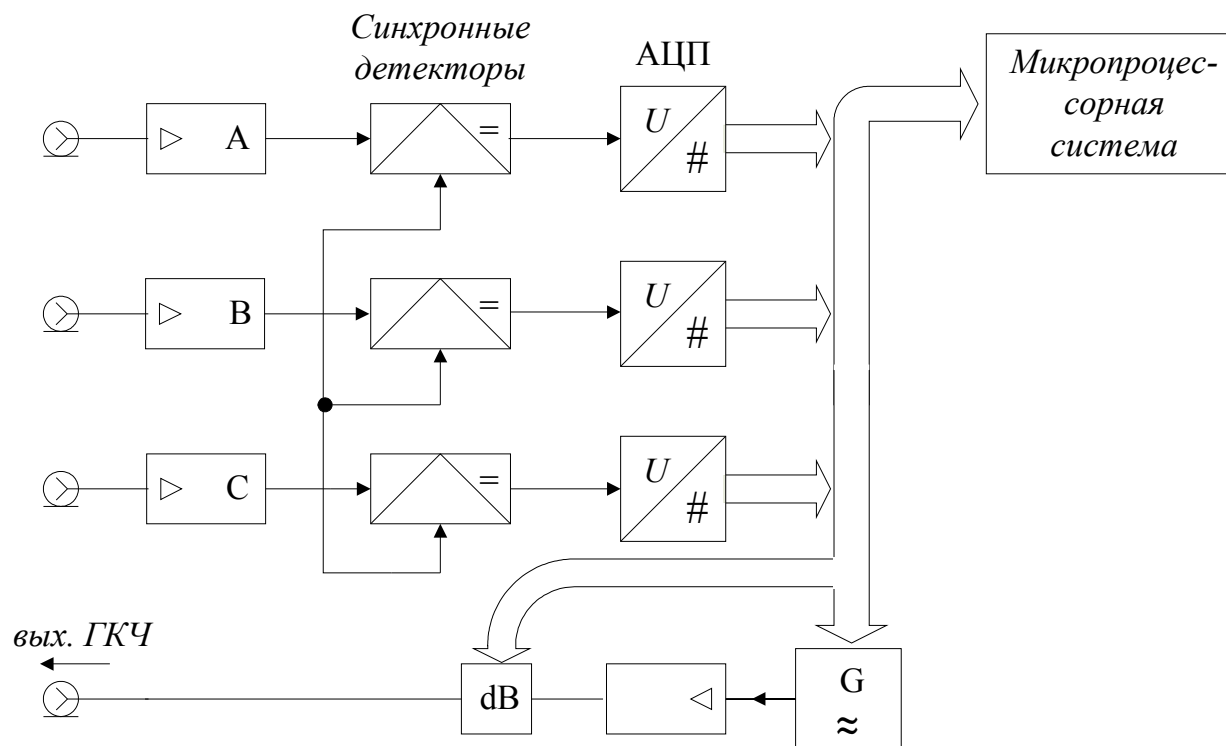 Синхронные
детекторы
АЦП
Микропроцес-
сорная
система
A
=
U
#
B
=
U
#
C
=
U
#
вых. ГКЧ
dB
G
≈